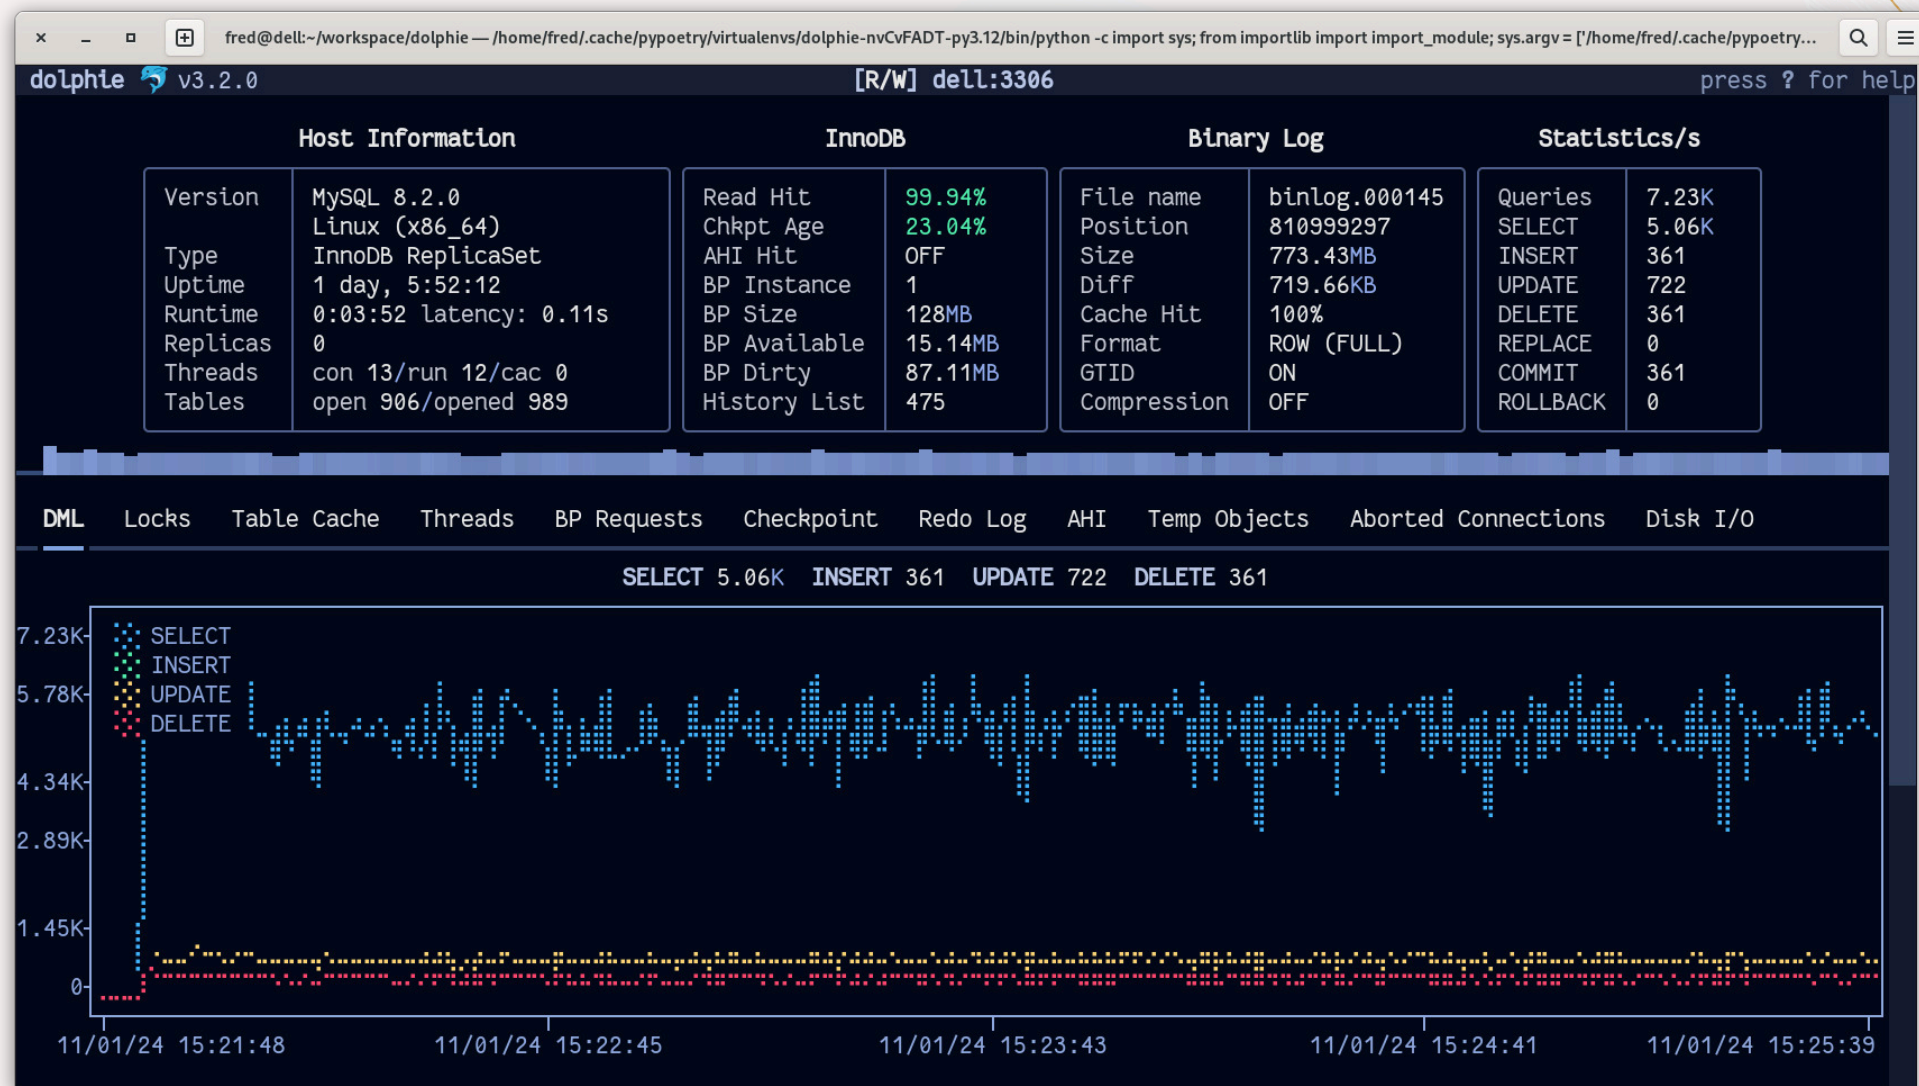 fred@dell:~/workspace/dolphie — /home/fred/.cache/pypoetry/virtualenvs/dolphie-nvCvFADT-py3.12/bin/python -c import sys; from importlib import import_module; sys.argv = ['/home/fred/.cache/pypoetry…
dolphie v3.2.0 [R/W] dell:3306 press ? for help
Host Information
Version MySQL 8.2.0
Linux (x86_64)
Type InnoDB ReplicaSet
Uptime 1 day, 5:52:12
Runtime 0:03:52 latency: 0.11s
Replicas 0
Threads con 13/run 12/cac 0
Tables open 906/opened 989
InnoDB
Read Hit 99.94%
Chkpt Age 23.04%
AHI Hit OFF
BP Instance 1
BP Size 128MB
BP Available 15.14MB
BP Dirty 87.11MB
History List 475
Binary Log
File name binlog.000145
Position 810999297
Size 773.43MB
Diff 719.66KB
Cache Hit 100%
Format ROW (FULL)
GTID ON
Compression OFF
Statistics/s
Queries 7.23K
SELECT 5.06K
INSERT 361
UPDATE 722
DELETE 361
REPLACE 0
COMMIT 361
ROLLBACK 0
DML Locks Table Cache Threads BP Requests Checkpoint Redo Log AHI Temp Objects Aborted Connections Disk I/O
SELECT 5.06K INSERT 361 UPDATE 722 DELETE 361
7.23K
5.78K
4.34K
2.89K
1.45K
0
SELECT
INSERT
UPDATE
DELETE
11/01/24 15:21:48 11/01/24 15:22:45 11/01/24 15:23:43 11/01/24 15:24:41 11/01/24 15:25:39